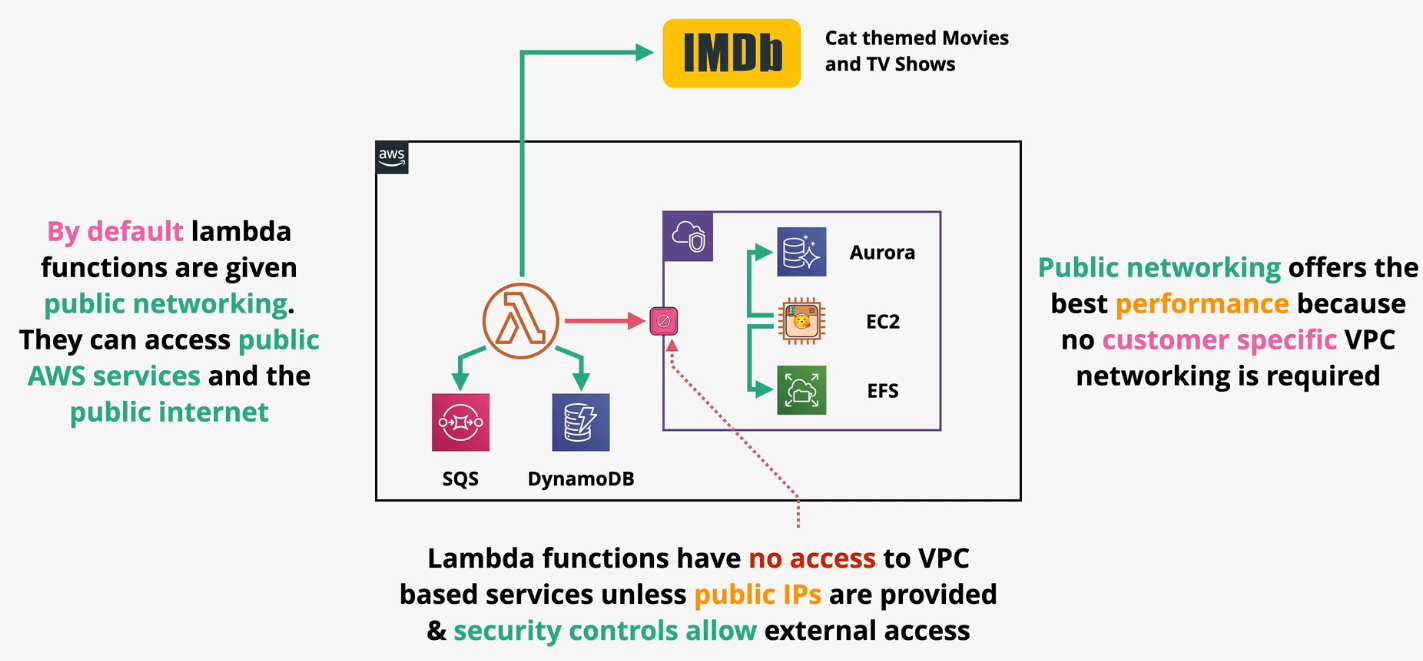 IMDb
Cat themed Movies
and TV Shows
aws
By default lambda
functions are given
public networking.
They can access public
AWS services and the
public internet
Aurora
EC2
EFS
SQS
DynamoDB
Public networking offers the
best performance because
no customer specific VPC
networking is required
Lambda functions have no access to VPC
based services unless public IPs are provided
& security controls allow external access